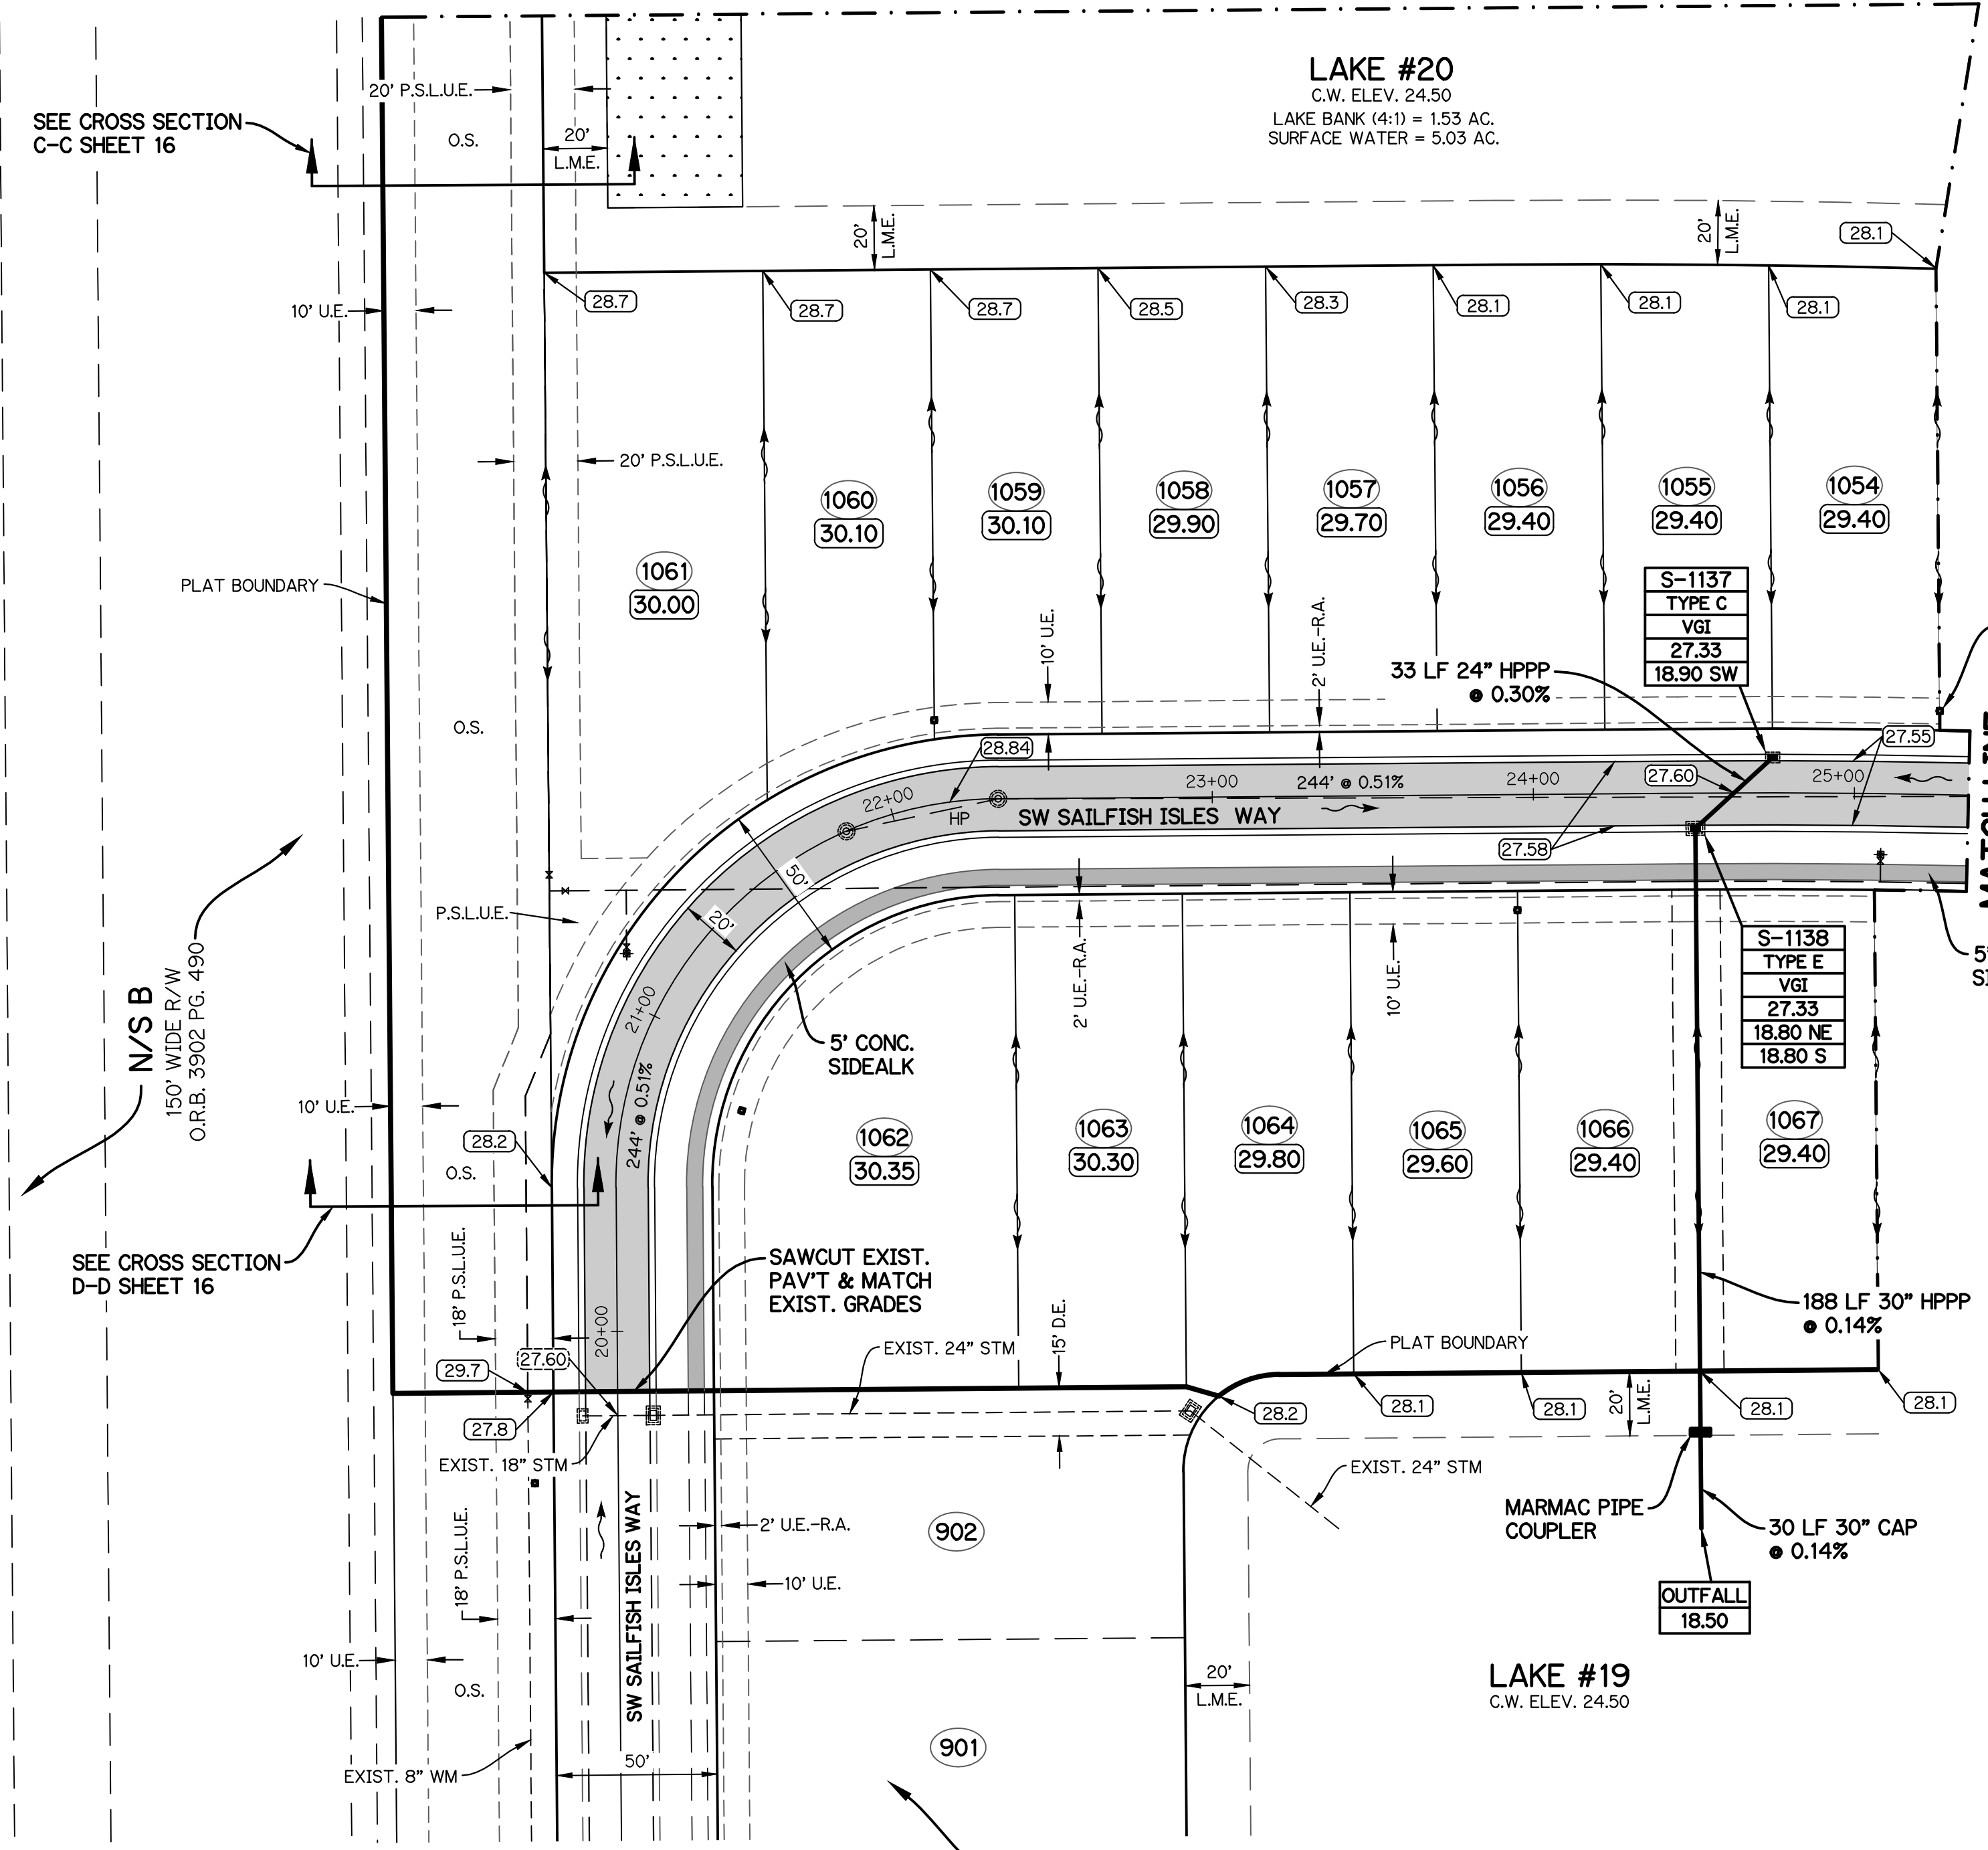 LAKE #20
C.W. ELEV. 24.50
LAKE BANK (4:1) = 1.53 AC.
SURFACE WATER = 5.03 AC.
20' P.S.L.U.E.
SEE CROSS SECTION
C-C SHEET 16
O.S.
20'
L.M.E.
20'
L.M.E.
20'
L.M.E.
28.1
10' U.E.
28.7
28.7
28.7
28.5
28.3
28.1
28.1
28.1
20' P.S.L.U.E.
1060
30.10
1059
30.10
1058
29.90
1057
29.70
1056
29.40
1055
29.40
1054
29.40
1061
30.00
PLAT BOUNDARY
S-1137
TYPE C
VGI
27.33
18.90 SW
10' U.E.
2' U.E.-R.A.
33 LF 24" HPPP
@ 0.30%
O.S.
28.84
27.55
27.60
22+00
HP
23+00
244' @ 0.51%
24+00
25+00
SW SAILFISH ISLES WAY
27.58
MATCH LINE
50'
20'
P.S.L.U.E.
N/S B
150' WIDE R/W
O.R.B. 3902 PG. 490
21+00
2' U.E.-R.A.
10' U.E.
S-1138
TYPE E
VGI
27.33
18.80 NE
18.80 S
5'
5' CONC.
SIDEALK
10' U.E.
28.2
244' @ 0.51%
O.S.
1062
30.35
1063
30.30
1064
29.80
1065
29.60
1066
29.40
1067
29.40
SEE CROSS SECTION
D-D SHEET 16
SAWCUT EXIST.
PAV'T & MATCH
EXIST. GRADES
18' P.S.L.U.E.
20+00
188 LF 30" HPPP
@ 0.14%
15' D.E.
EXIST. 24" STM
PLAT BOUNDARY
29.7
27.60
27.8
28.2
28.1
28.1
20'
L.M.E.
28.1
28.1
EXIST. 18" STM
EXIST. 24" STM
MARMAC PIPE
COUPLER
30 LF 30" CAP
@ 0.14%
18' P.S.L.U.E.
SW SAILFISH ISLES WAY
2' U.E.-R.A.
902
10' U.E.
OUTFALL
18.50
10' U.E.
O.S.
20'
L.M.E.
LAKE #19
C.W. ELEV. 24.50
901
50'
EXIST. 8" WM